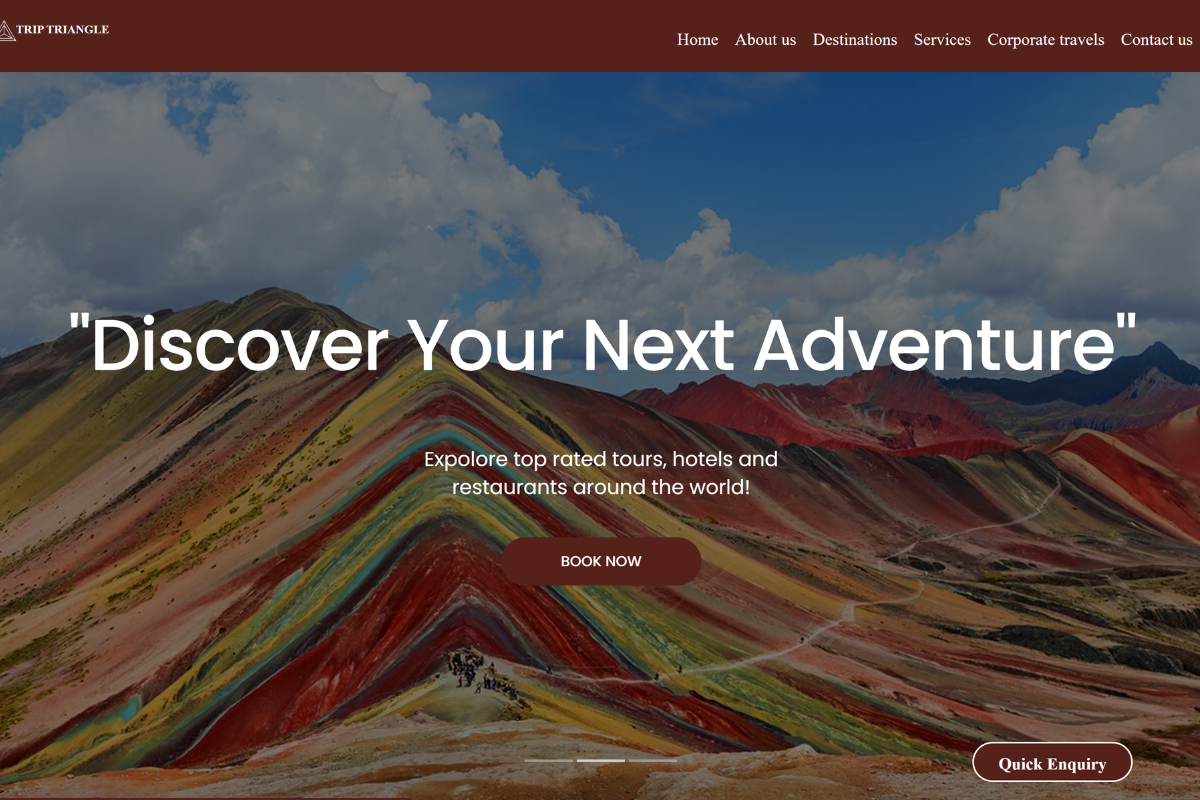 TRIP TRIANGLE
Home About us Destinations Services Corporate travels Contact us
"Discover Your Next Adventure"
Expolore top rated tours, hotels and
restaurants around the world!
BOOK NOW
Quick Enquiry